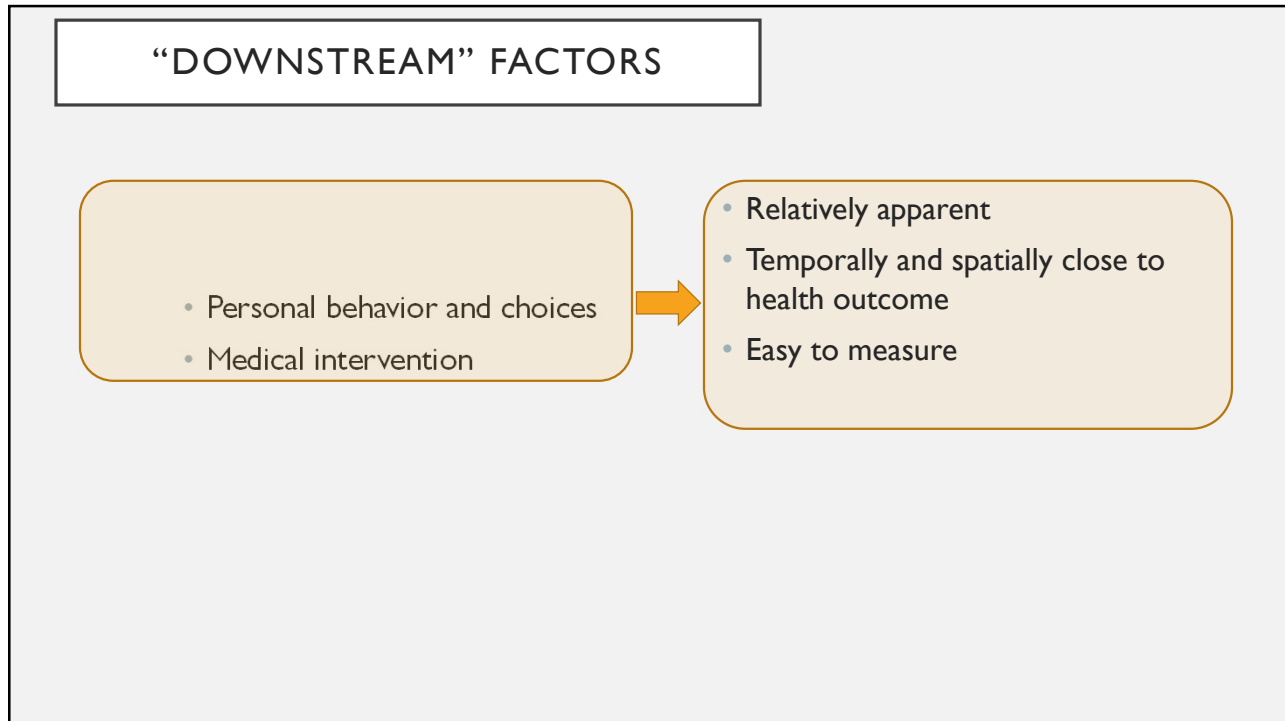 “DOWNSTREAM” FACTORS
• Personal behavior and choices
• Medical intervention
• Relatively apparent
• Temporally and spatially close to
health outcome
• Easy to measure